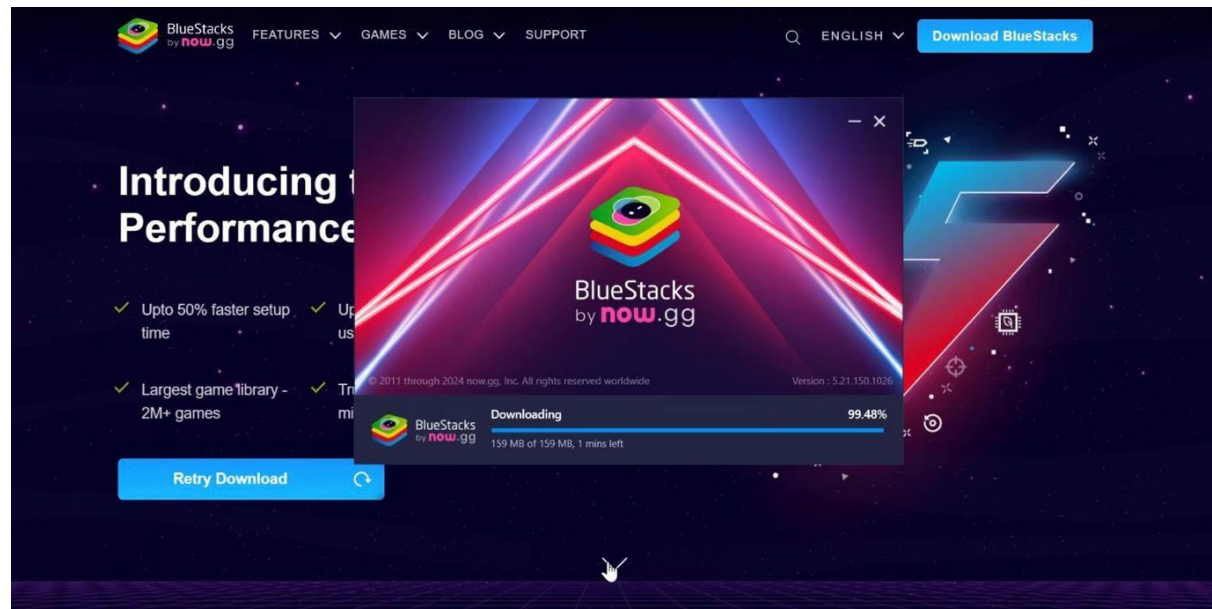 BlueStacks
by now.gg
FEATURES
GAMES
BLOG
SUPPORT
ENGLISH
Download BlueStacks
Introducing
Performance
Upto 50% faster setup
time
Largest game library -
2M+ games
Retry Download
BlueStacks
by now.gg
© 2011 through 2024 now.gg, Inc. All rights reserved worldwide
Version : 5.21.150.1026
BlueStacks
by now.gg
Downloading
99.48%
159 MB of 159 MB, 1 mins left